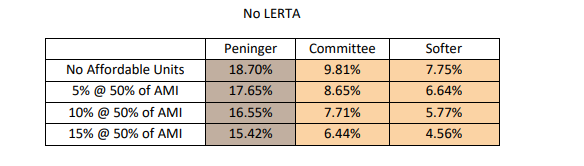 No LERTA
Peninger Committee Softer
No Affordable Units 18.70% 9.81% 7.75%
5% @ 50% of AMI 17.65% 8.65% 6.64%
10% @ 50% of AMI 16.55% 7.71% 5.77%
15% @ 50% of AMI 15.42% 6.44% 4.56%